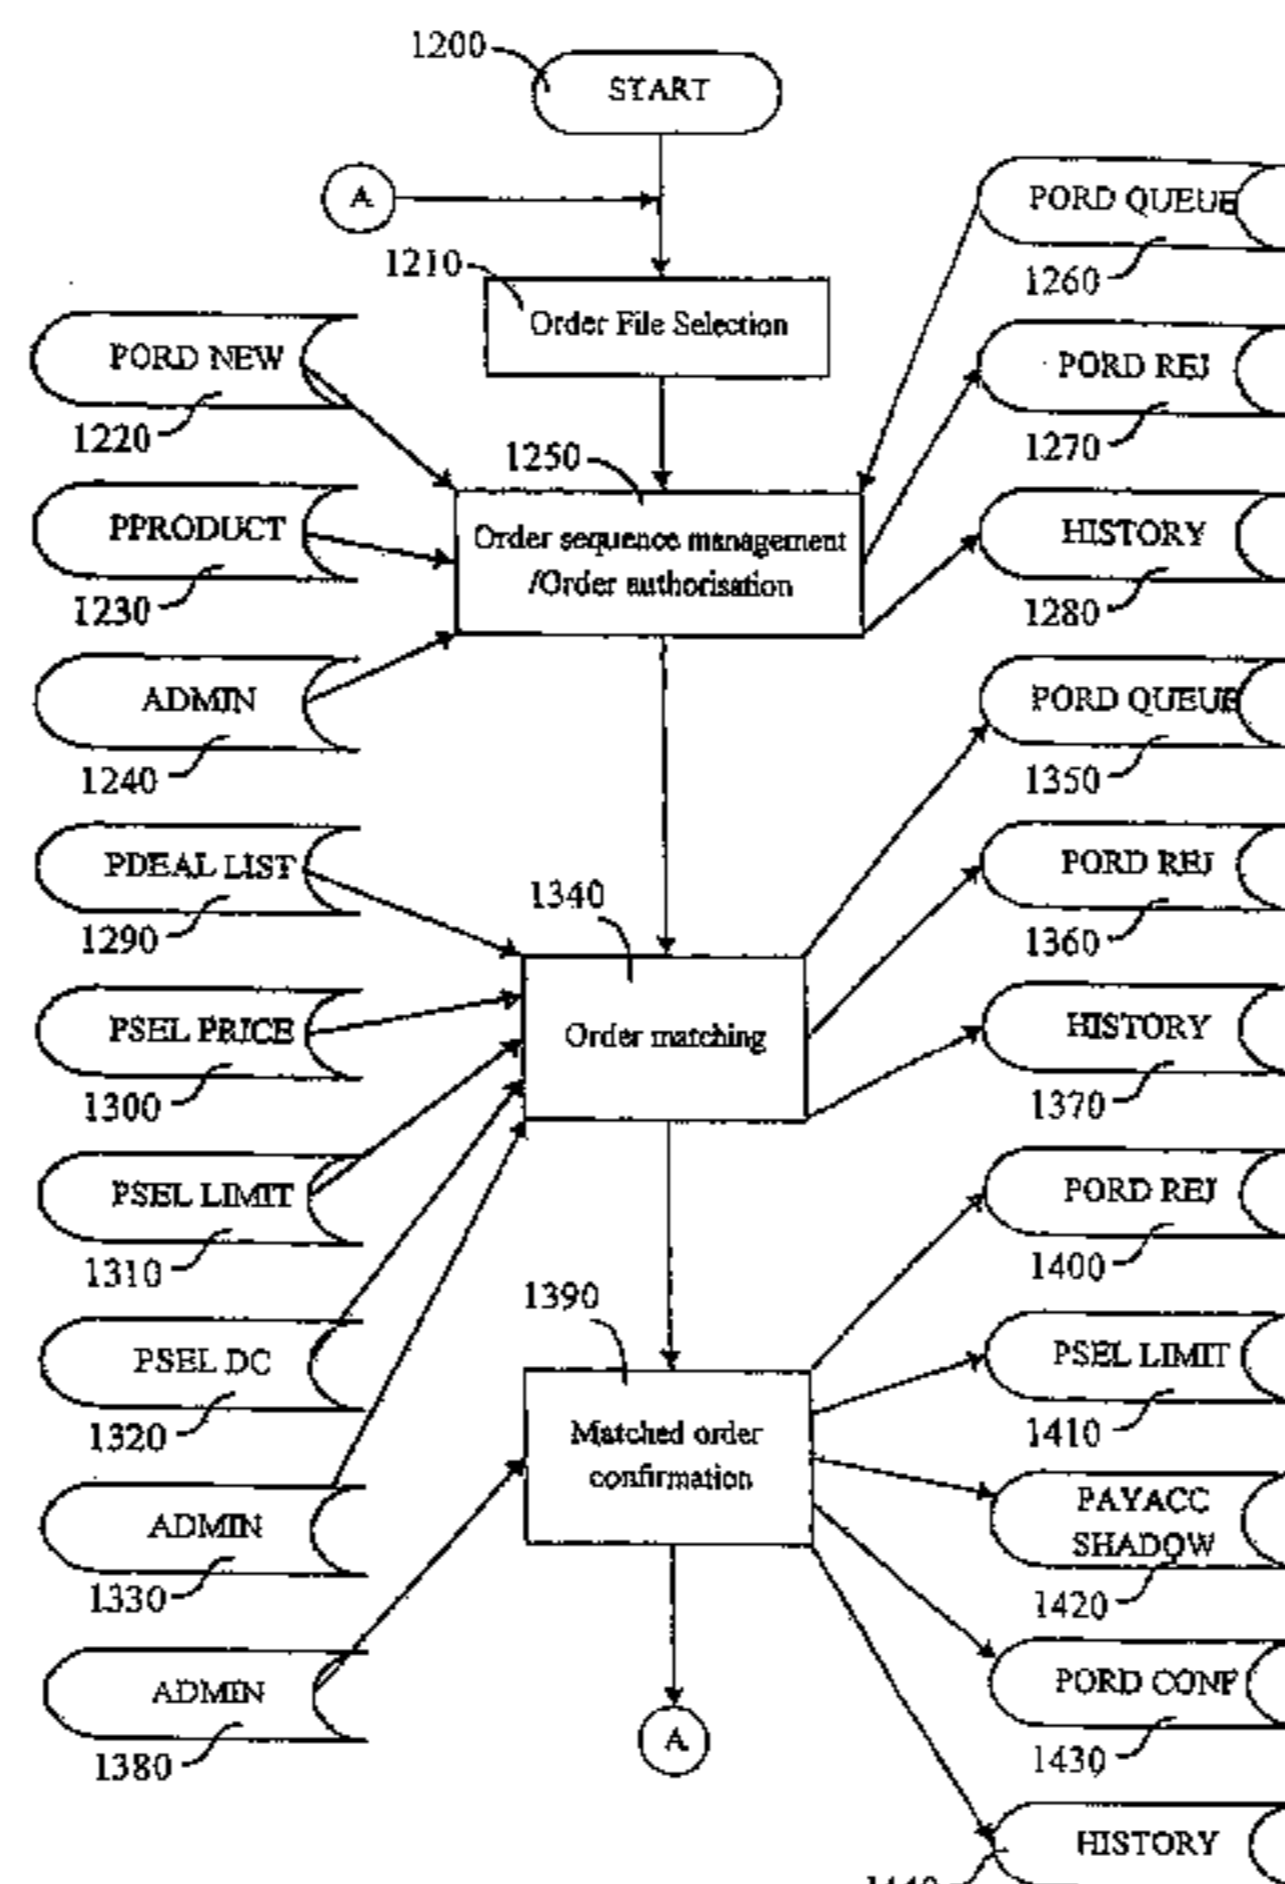 1200
START
A
PORD QUEUE
1260
1210
Order File Selection
PORD NEW
1220
PORD REJ
1270
1250
Order sequence management
/Order authorisation
PPRODUCT
1230
HISTORY
1280
ADMIN
1240
PORD QUEUE
1350
PDEAL LIST
1290
1340
PORD REJ
1360
PSEL PRICE
1300
Order matching
HISTORY
1370
PSEL LIMIT
1310
PORD REJ
1400
1390
PSEL DC
1320
PSEL LIMIT
1410
Matched order
confirmation
ADMIN
1330
PAYACC
SHADOW
1420
ADMIN
1380
PORD CONF
1430
A
HISTORY